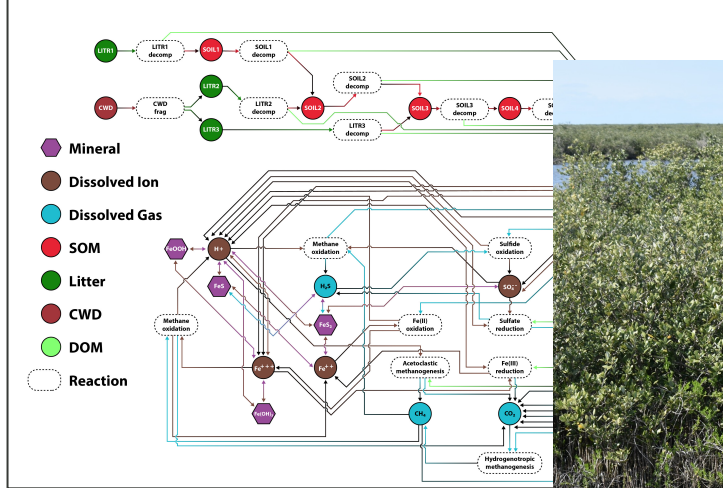 LITR1
LITR1
decomp
SOIL1
SOIL1
decomp
SOIL2
decomp
LITR2
CWD
CWD
frag
LITR2
decomp
SOIL2
SOIL3
SOIL3
decomp
SOIL4
LITR3
LITR3
decomp
Mineral
Dissolved Ion
Dissolved Gas
SOM
Litter
CWD
DOM
Reaction
FeOOH
H+
Methane
oxidation
Sulfide
oxidation
FeS
H₂S
SO₄²⁻
Methane
oxidation
FeS₂
Fe(II)
oxidation
Sulfate
reduction
Fe⁺⁺⁺
Fe⁺⁺
Acetoclastic
methanogenesis
Fe(III)
reduction
Fe(OH)₃
CH₄
CO₂
Hydrogenotropic
methanogenesis